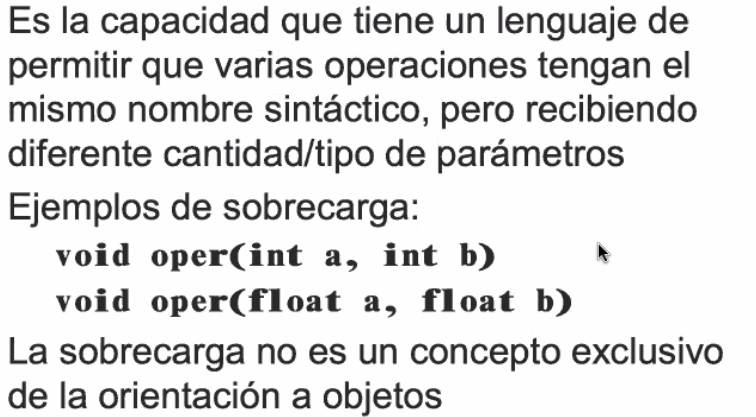 Es la capacidad que tiene un lenguaje de
permitir que varias operaciones tengan el
mismo nombre sintáctico, pero recibiendo
diferente cantidad/tipo de parámetros
Ejemplos de sobrecarga:
void oper(int a, int b)
void oper(float a, float b)
La sobrecarga no es un concepto exclusivo
de la orientación a objetos